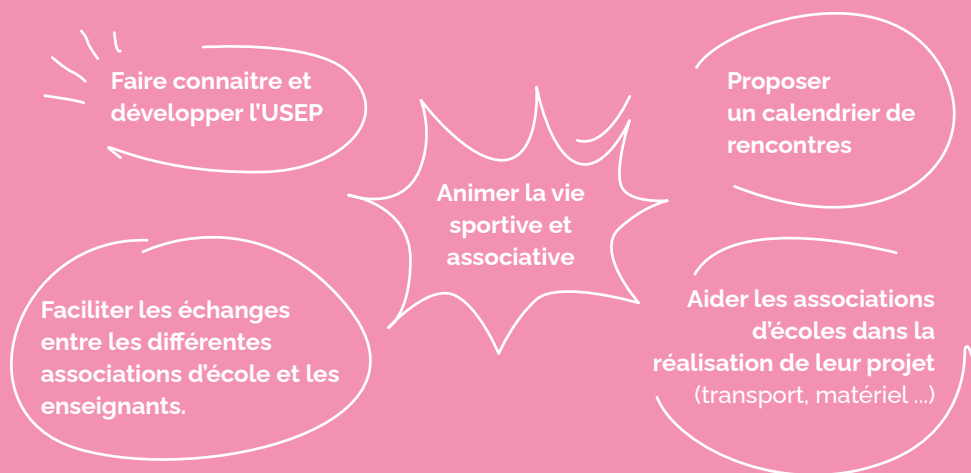 Faire connaitre et
développer l'USEP
Proposer
un calendrier de
rencontres
Animer la vie
sportive et
associative
Faciliter les échanges
entre les différentes
associations d'école et les
enseignants.
Aider les associations
d'écoles dans la
réalisation de leur projet
(transport, matériel ...)